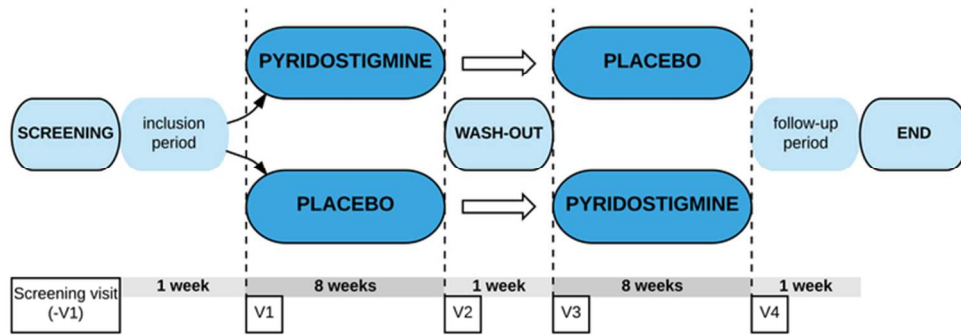 PYRIDOSTIGMINE
PLACEBO
SCREENING
inclusion
period
WASH-OUT
follow-up
period
END
PLACEBO
PYRIDOSTIGMINE
Screening visit
(-V1)
1 week
8 weeks
1 week
8 weeks
1 week
V1
V2
V3
V4